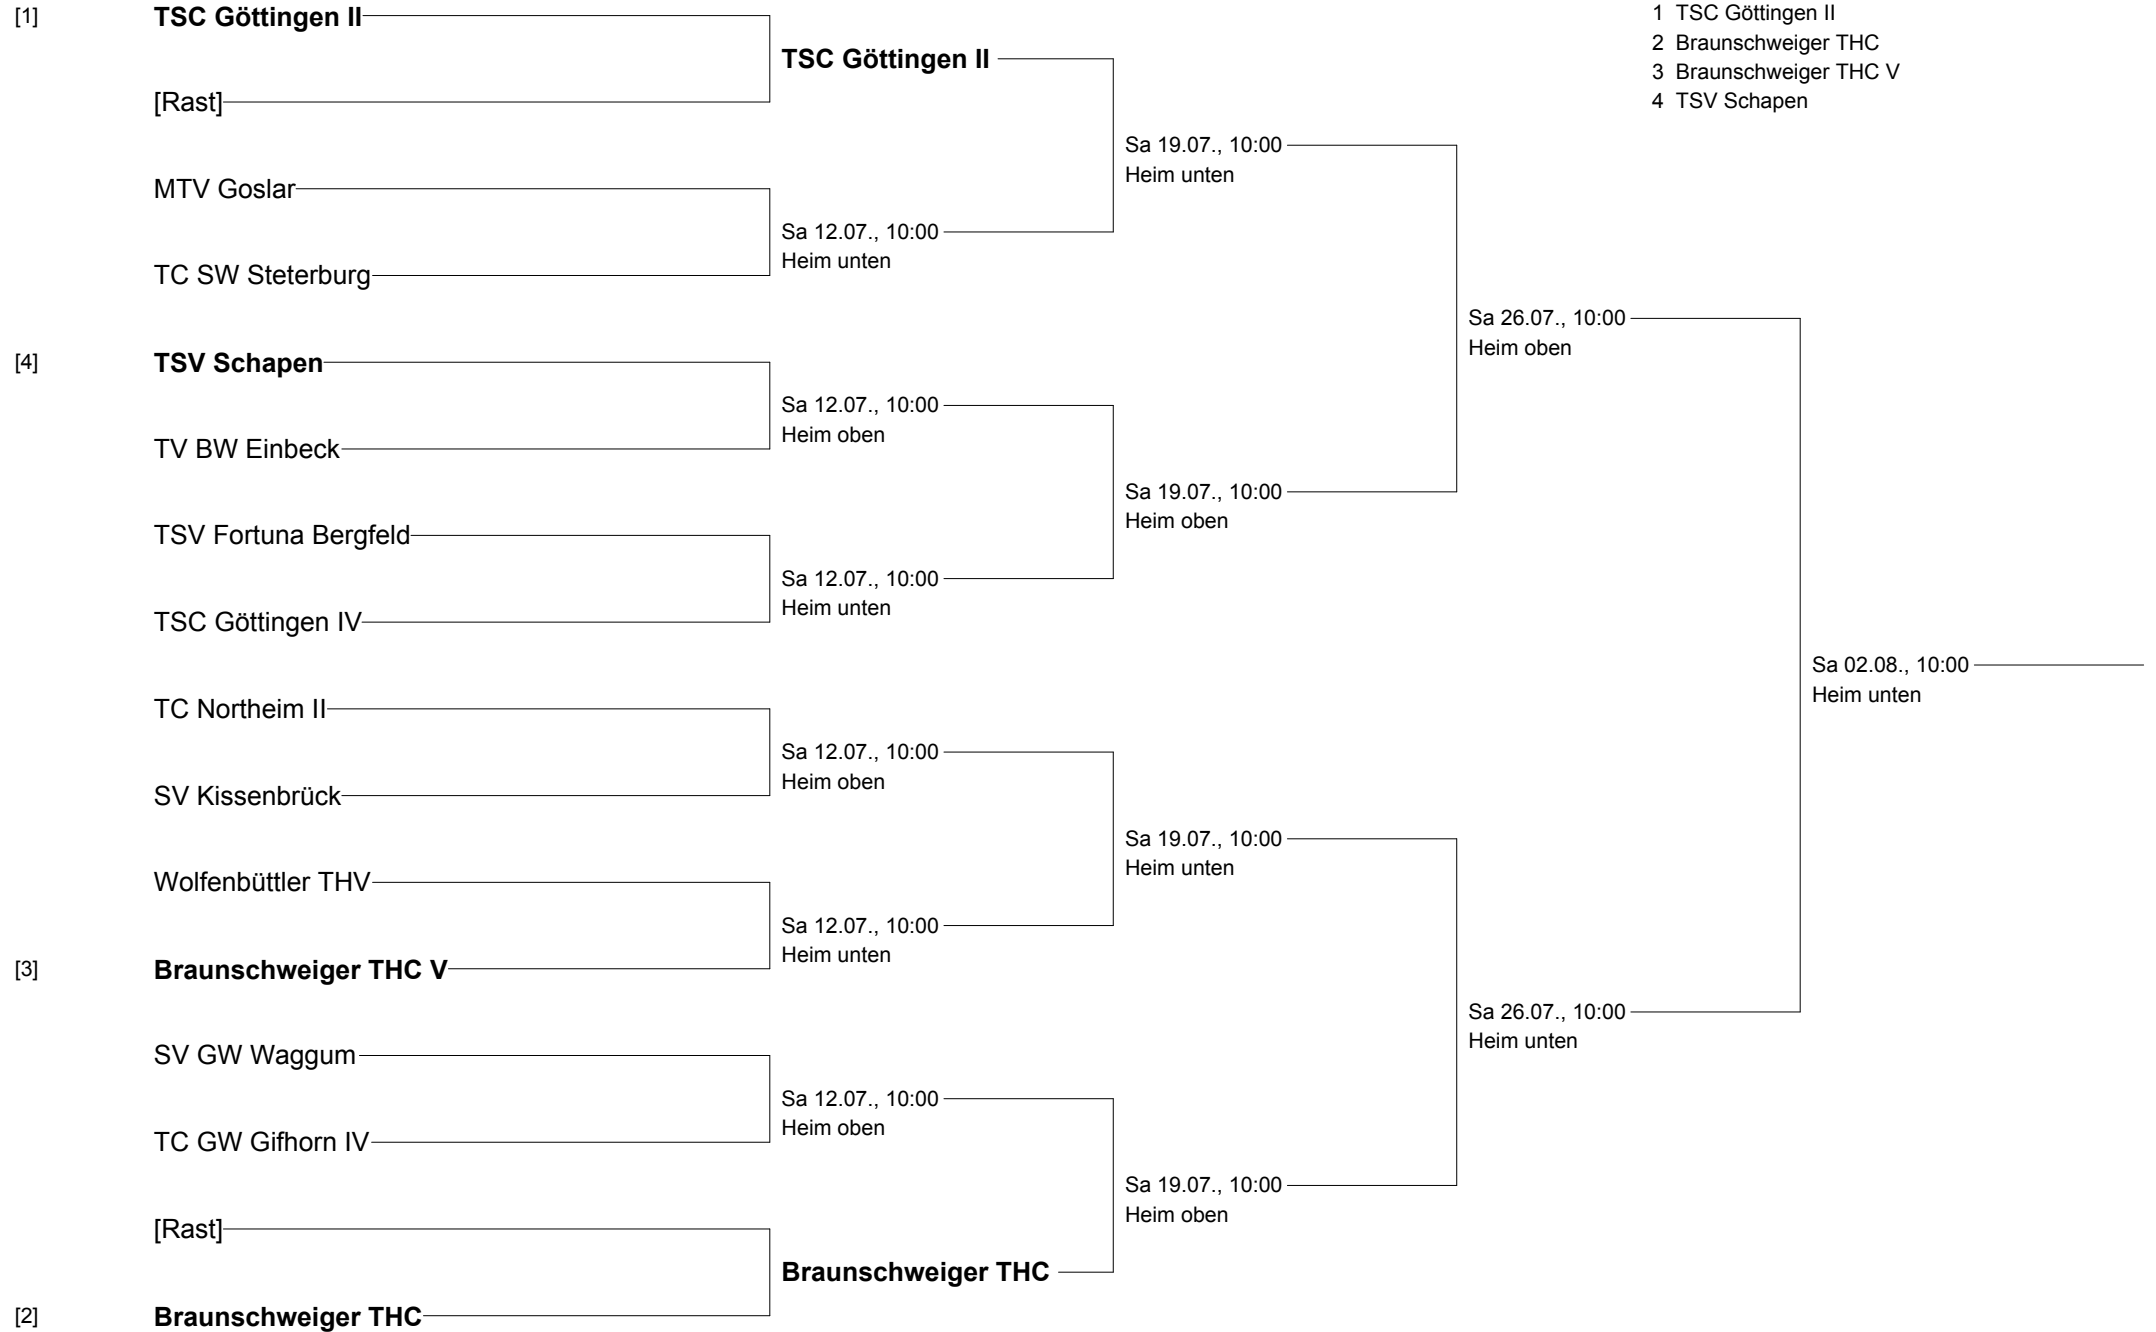 [1] TSC Göttingen II
[Rast]
MTV Goslar
TC SW Steterburg
[4] TSV Schapen
TV BW Einbeck
TSV Fortuna Bergfeld
TSC Göttingen IV
TC Northeim II
SV Kissenbrück
Wolfenbüttler THV
[3] Braunschweiger THC V
SV GW Waggum
TC GW Gifhorn IV
[Rast]
[2] Braunschweiger THC
TSC Göttingen II
Sa 12.07., 10:00
Heim unten
Sa 12.07., 10:00
Heim oben
Sa 12.07., 10:00
Heim unten
Sa 12.07., 10:00
Heim oben
Sa 12.07., 10:00
Heim unten
Sa 12.07., 10:00
Heim oben
Braunschweiger THC
Sa 19.07., 10:00
Heim unten
Sa 19.07., 10:00
Heim oben
Sa 19.07., 10:00
Heim unten
Sa 19.07., 10:00
Heim oben
Sa 26.07., 10:00
Heim oben
Sa 26.07., 10:00
Heim unten
Sa 02.08., 10:00
Heim unten
1 TSC Göttingen II
2 Braunschweiger THC
3 Braunschweiger THC V
4 TSV Schapen